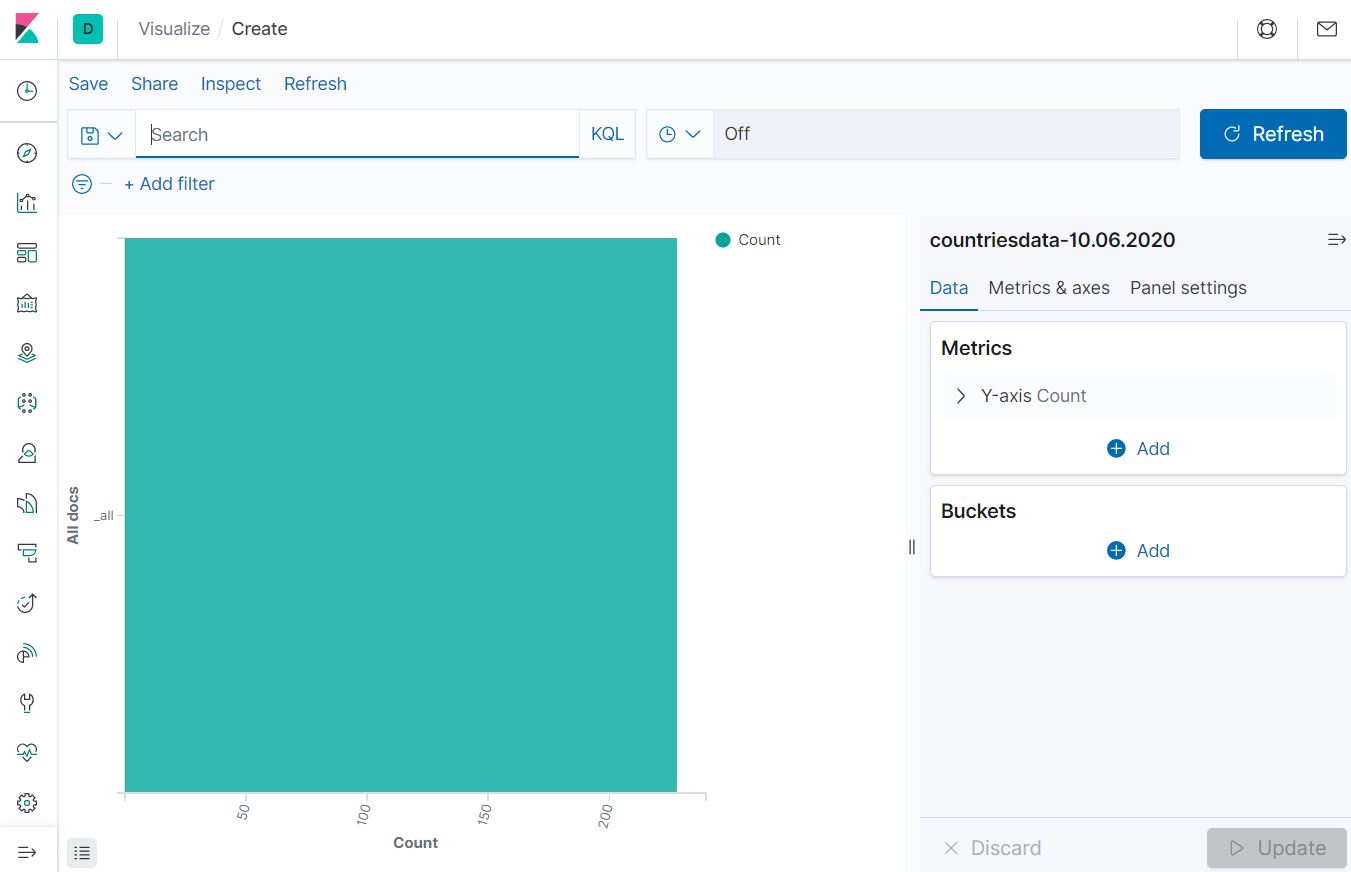 D
Visualize / Create
Save Share Inspect Refresh
Search KQL Off Refresh
+ Add filter
Count
countriesdata-10.06.2020
Data Metrics & axes Panel settings
Metrics
Y-axis Count
Add
Buckets
Add
All docs
_all
50 100 150 200
Count
Discard Update